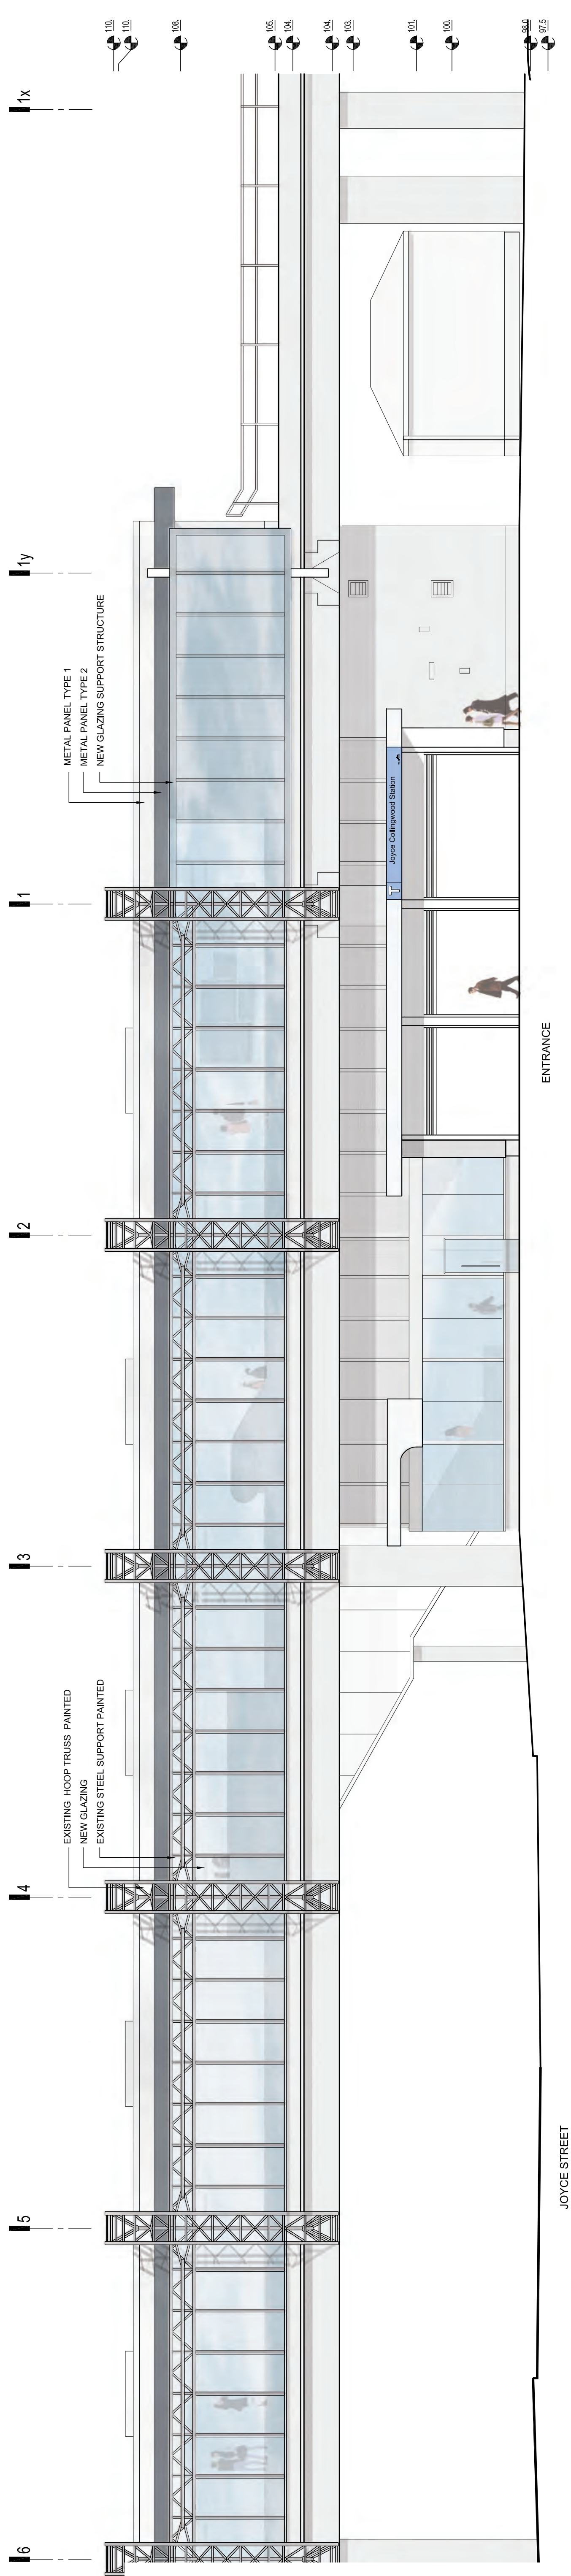 6
5
4
3
2
1
1y
1x
EXISTING HOOP TRUSS PAINTED
NEW GLAZING
EXISTING STEEL SUPPORT PAINTED
METAL PANEL TYPE 1
METAL PANEL TYPE 2
NEW GLAZING SUPPORT STRUCTURE
110.
110.
108.
105.
104.
104.
103.
101.
100.
98.0
97.5
T Joyce Collingwood Station
ENTRANCE
JOYCE STREET